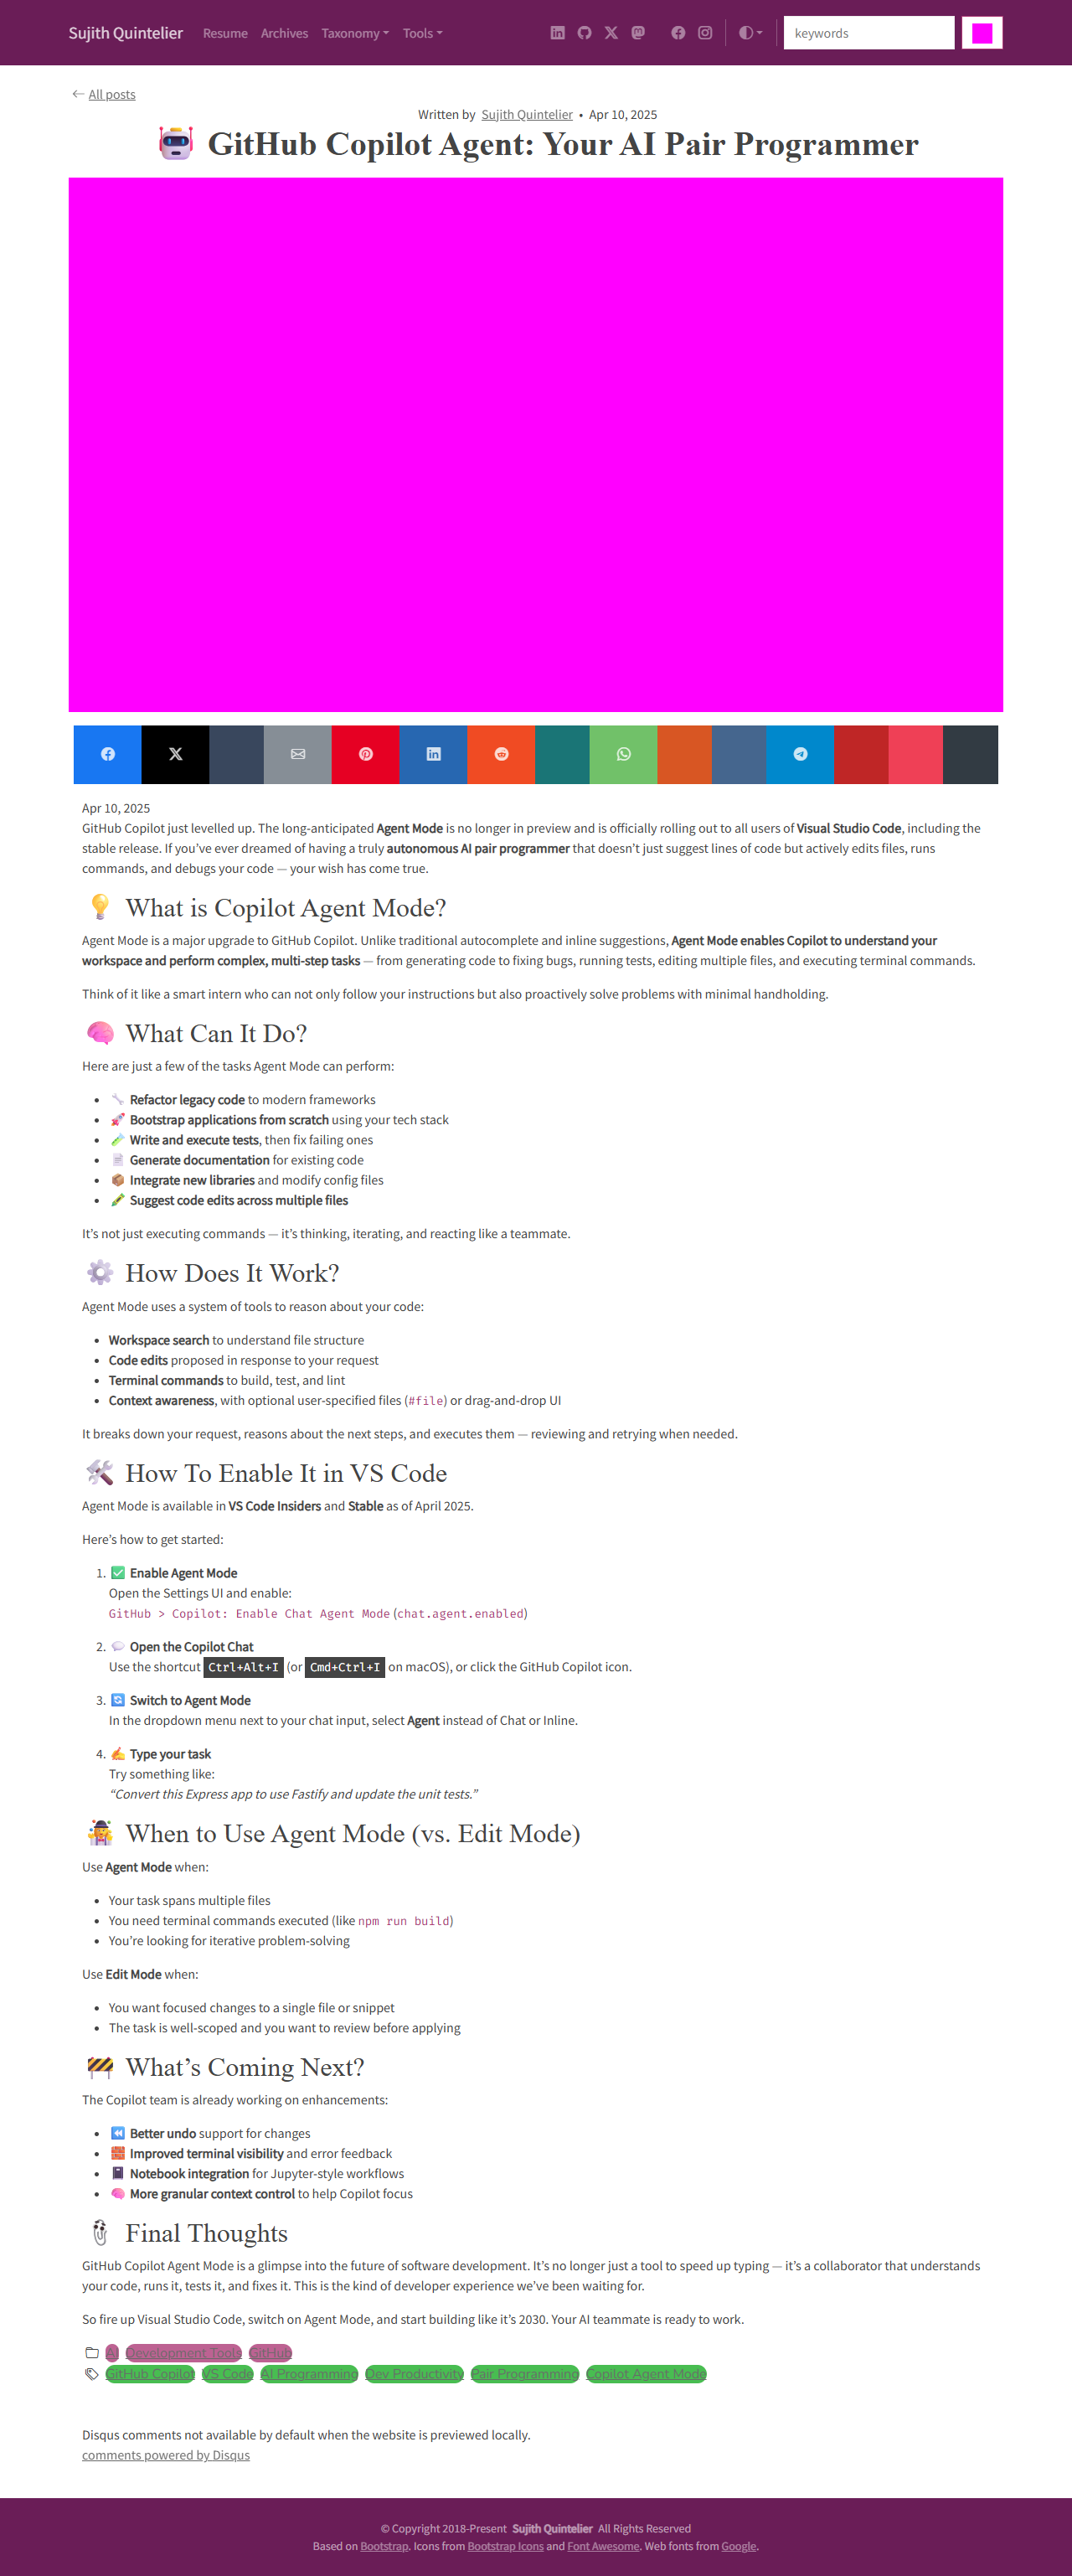 Sujith Quintelier Resume Archives Taxonomy Tools keywords
All posts
Written by Sujith Quintelier • Apr 10, 2025
GitHub Copilot Agent: Your AI Pair Programmer
Apr 10, 2025
GitHub Copilot just levelled up. The long-anticipated Agent Mode is no longer in preview and is officially rolling out to all users of Visual Studio Code, including the
stable release. If you’ve ever dreamed of having a truly autonomous AI pair programmer that doesn’t just suggest lines of code but actively edits files, runs
commands, and debugs your code — your wish has come true.
What is Copilot Agent Mode?
Agent Mode is a major upgrade to GitHub Copilot. Unlike traditional autocomplete and inline suggestions, Agent Mode enables Copilot to understand your
workspace and perform complex, multi-step tasks — from generating code to fixing bugs, running tests, editing multiple files, and executing terminal commands.
Think of it like a smart intern who can not only follow your instructions but also proactively solve problems with minimal handholding.
What Can It Do?
Here are just a few of the tasks Agent Mode can perform:
• Refactor legacy code to modern frameworks
• Bootstrap applications from scratch using your tech stack
• Write and execute tests, then fix failing ones
• Generate documentation for existing code
• Integrate new libraries and modify config files
• Suggest code edits across multiple files
It’s not just executing commands — it’s thinking, iterating, and reacting like a teammate.
How Does It Work?
Agent Mode uses a system of tools to reason about your code:
• Workspace search to understand file structure
• Code edits proposed in response to your request
• Terminal commands to build, test, and lint
• Context awareness, with optional user-specified files (#file) or drag-and-drop UI
It breaks down your request, reasons about the next steps, and executes them — reviewing and retrying when needed.
How To Enable It in VS Code
Agent Mode is available in VS Code Insiders and Stable as of April 2025.
Here’s how to get started:
1. Enable Agent Mode
Open the Settings UI and enable:
GitHub > Copilot: Enable Chat Agent Mode (chat.agent.enabled)
2. Open the Copilot Chat
Use the shortcut Ctrl+Alt+I (or Cmd+Ctrl+I on macOS), or click the GitHub Copilot icon.
3. Switch to Agent Mode
In the dropdown menu next to your chat input, select Agent instead of Chat or Inline.
4. Type your task
Try something like:
“Convert this Express app to use Fastify and update the unit tests.”
When to Use Agent Mode (vs. Edit Mode)
Use Agent Mode when:
• Your task spans multiple files
• You need terminal commands executed (like npm run build)
• You’re looking for iterative problem-solving
Use Edit Mode when:
• You want focused changes to a single file or snippet
• The task is well-scoped and you want to review before applying
What’s Coming Next?
The Copilot team is already working on enhancements:
• Better undo support for changes
• Improved terminal visibility and error feedback
• Notebook integration for Jupyter-style workflows
• More granular context control to help Copilot focus
Final Thoughts
GitHub Copilot Agent Mode is a glimpse into the future of software development. It’s no longer just a tool to speed up typing — it’s a collaborator that understands
your code, runs it, tests it, and fixes it. This is the kind of developer experience we’ve been waiting for.
So fire up Visual Studio Code, switch on Agent Mode, and start building like it’s 2030. Your AI teammate is ready to work.
AI Development Tools GitHub
GitHub Copilot VS Code AI Programming Dev Productivity Pair Programming Copilot Agent Mode
Disqus comments not available by default when the website is previewed locally.
comments powered by Disqus
© Copyright 2018-Present Sujith Quintelier All Rights Reserved
Based on Bootstrap. Icons from Bootstrap Icons and Font Awesome. Web fonts from Google.